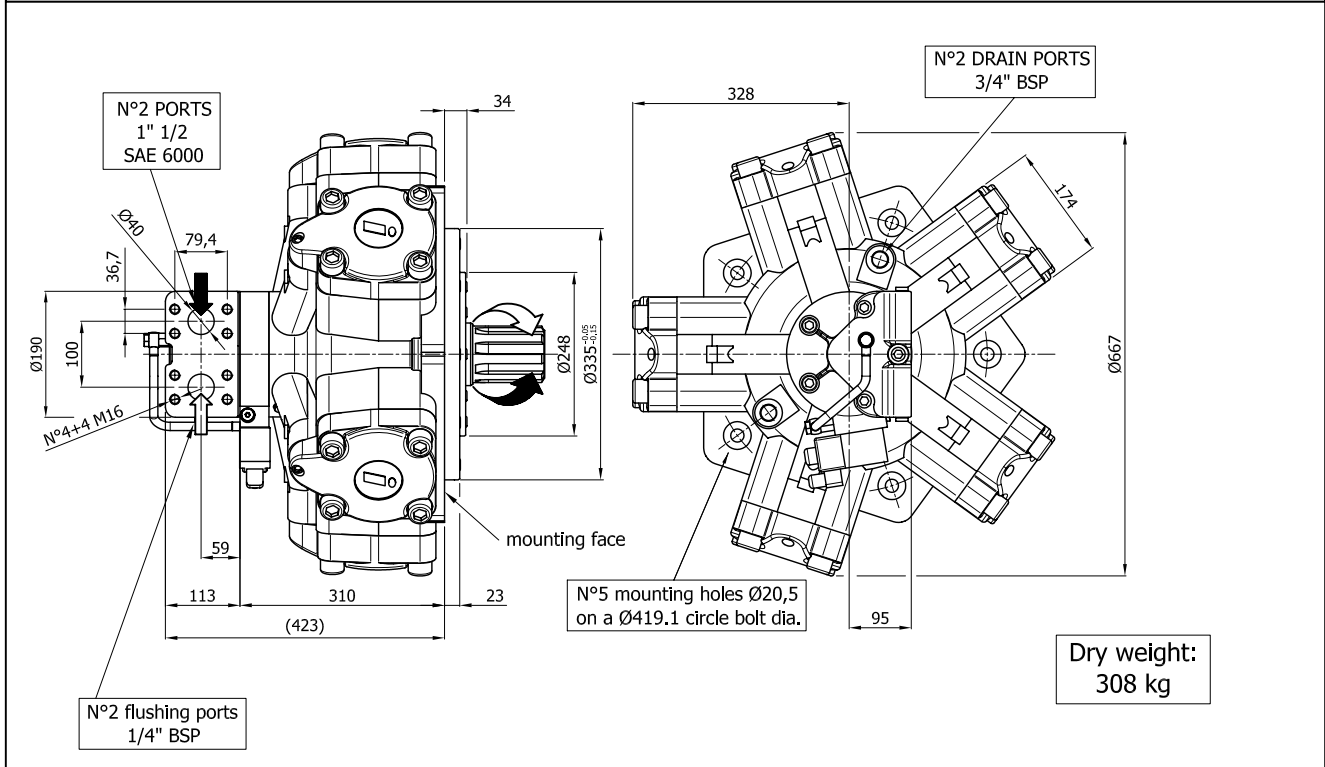 N°2 PORTS
1" 1/2
SAE 6000
34
328
N°2 DRAIN PORTS
3/4" BSP
Ø40
79,4
36,7
174
Ø190
100
Ø248
Ø335 -0,05 -0,15
Ø667
N°4+4 M16
59
mounting face
113
310
23
(423)
N°5 mounting holes Ø20,5
on a Ø419.1 circle bolt dia.
95
Dry weight:
308 kg
N°2 flushing ports
1/4" BSP